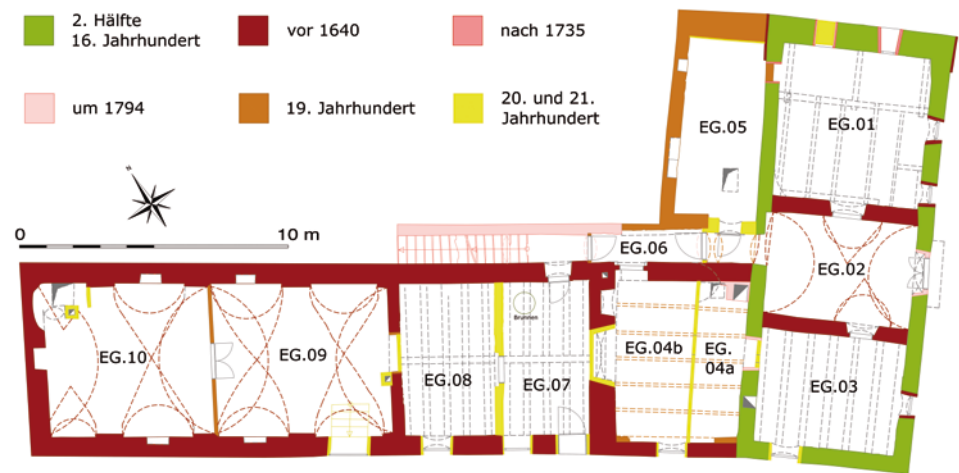 2. Hälfte
16. Jahrhundert
vor 1640
nach 1735
um 1794
19. Jahrhundert
20. und 21.
Jahrhundert
N
0
10 m
EG.05
EG.01
EG.06
EG.02
Brunnen
EG.10
EG.09
EG.08
EG.07
EG.04b
EG.
04a
EG.03